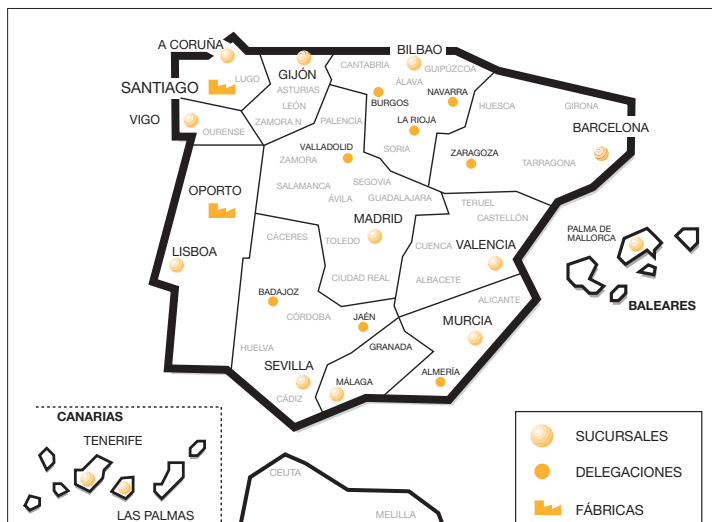 A CORUÑA
BILBAO
CANTABRIA
GUIPÚZCOA
GIJÓN
LUGO
ASTURIAS
ÁLAVA
SANTIAGO
NAVARRA
BURGOS
LEÓN
HUESCA
GIRONA
VIGO
ZAMORA N
PALENCIA
LA RIOJA
BARCELONA
OURENSE
VALLADOLID
SORIA
ZAMORA
ZARAGOZA
TARRAGONA
OPORTO
SALAMANCA
SEGOVIA
ÁVILA
GUADALAJARA
TERUEL
CASTELLÓN
MADRID
PALMA DE
MALLORCA
CÁCERES
TOLEDO
CUENCA
VALENCIA
LISBOA
CIUDAD REAL
ALBACETE
BADAJOZ
ALICANTE
BALEARES
CÓRDOBA
JAÉN
MURCIA
HUELVA
GRANADA
SEVILLA
MÁLAGA
ALMERÍA
CÁDIZ
CANARIAS
TENERIFE
LAS PALMAS
CEUTA
MELILLA
SUCURSALES
DELEGACIONES
FÁBRICAS